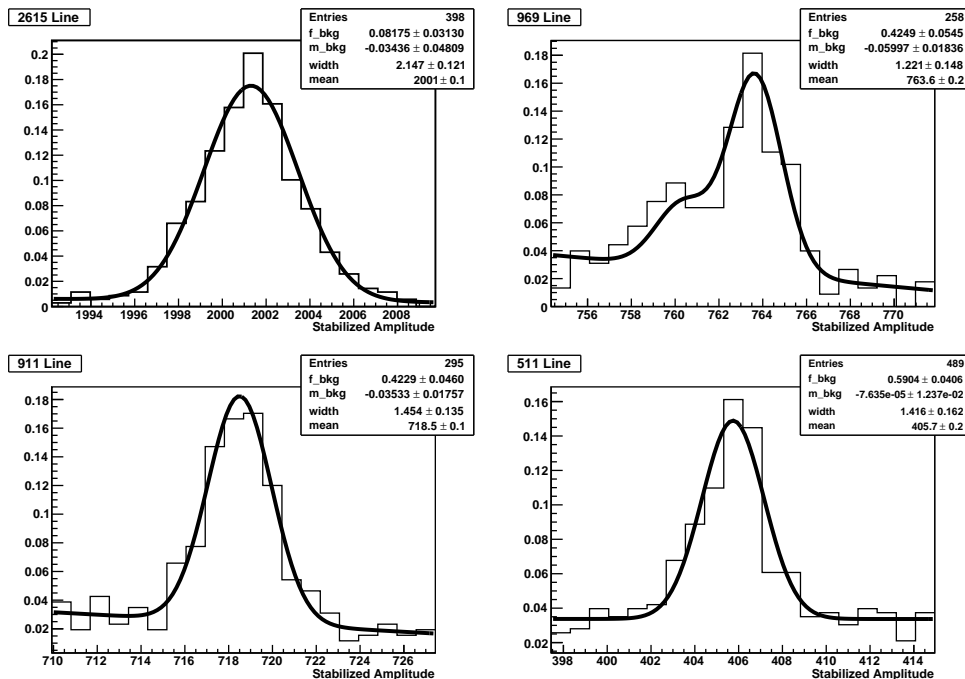 2615 Line
Entries 398
f_bkg 0.08175 ± 0.03130
m_bkg -0.03436 ± 0.04809
width 2.147 ± 0.121
mean 2001 ± 0.1
0.2
0.18
0.16
0.14
0.12
0.1
0.08
0.06
0.04
0.02
0
1994 1996 1998 2000 2002 2004 2006 2008
Stabilized Amplitude
969 Line
Entries 258
f_bkg 0.4249 ± 0.0545
m_bkg -0.05997 ± 0.01836
width 1.221 ± 0.148
mean 763.6 ± 0.2
0.18
0.16
0.14
0.12
0.1
0.08
0.06
0.04
0.02
0
756 758 760 762 764 766 768 770
Stabilized Amplitude
911 Line
Entries 295
f_bkg 0.4229 ± 0.0460
m_bkg -0.03533 ± 0.01757
width 1.454 ± 0.135
mean 718.5 ± 0.1
0.18
0.16
0.14
0.12
0.1
0.08
0.06
0.04
0.02
710 712 714 716 718 720 722 724 726
Stabilized Amplitude
511 Line
Entries 489
f_bkg 0.5904 ± 0.0406
m_bkg -7.635e-05 ± 1.237e-02
width 1.416 ± 0.162
mean 405.7 ± 0.2
0.16
0.14
0.12
0.1
0.08
0.06
0.04
0.02
398 400 402 404 406 408 410 412 414
Stabilized Amplitude